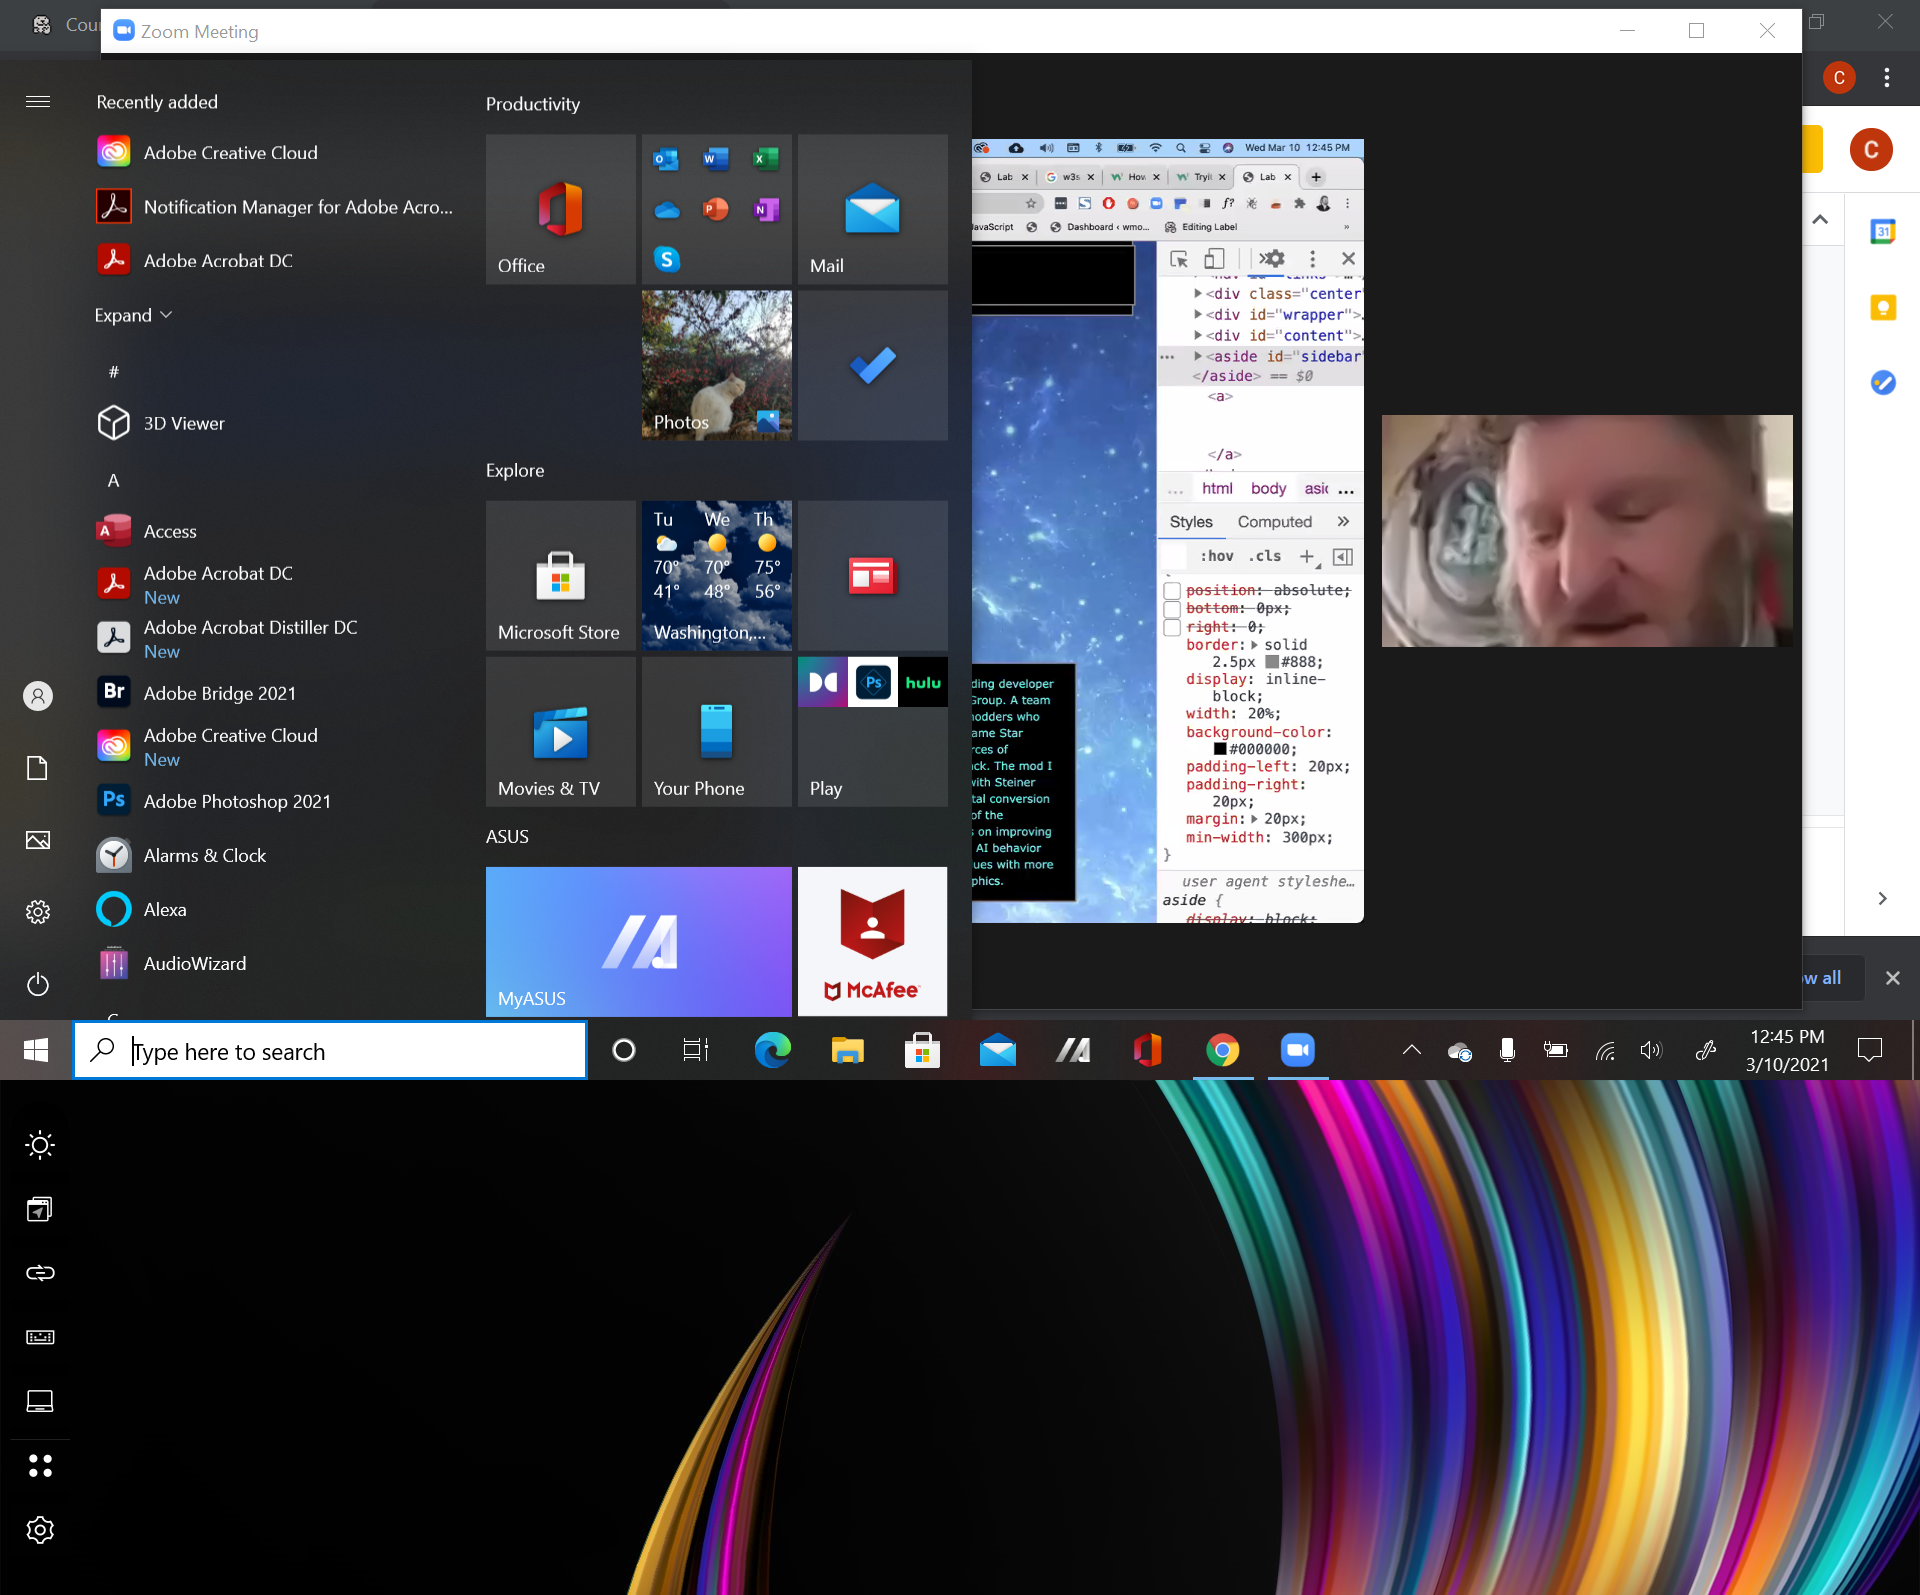 Cou
Zoom Meeting
C
Recently added
Adobe Creative Cloud
Notification Manager for Adobe Acro...
Adobe Acrobat DC
Expand
#
3D Viewer
A
Access
Adobe Acrobat DC
New
Adobe Acrobat Distiller DC
New
Adobe Bridge 2021
Adobe Creative Cloud
New
Adobe Photoshop 2021
Alarms & Clock
Alexa
AudioWizard
Productivity
Office
Mail
Photos
Explore
Microsoft Store
Tu We Th
70° 70° 75°
41° 48° 56°
Washington,...
Movies & TV
Your Phone
hulu
Play
ASUS
MyASUS
McAfee
Wed Mar 10 12:45 PM
Lab
w3s
How
Tryit
Lab
JavaScript
Dashboard ‹ wmo...
Editing Label
»
<div class="center"
<div id="wrapper">…
<div id="content">…
<aside id="sidebar"
</aside> == $0
<a>
</a>
... html body asic ...
Styles Computed »
:hov .cls +
position: absolute;
bottom: 0px;
right: 0;
border: solid
2.5px #888;
display: inline-
block;
width: 20%;
background-color:
#000000;
padding-left: 20px;
padding-right:
20px;
margin: 20px;
min-width: 300px;
}
user agent styleshe…
aside {
display: block;
ding developer
Group. A team
nodders who
ame Star
rces of
ck. The mod I
with Steiner
tal conversion
of the
s on improving
AI behavior
ues with more
phics.
C
31
w all
Type here to search
12:45 PM
3/10/2021